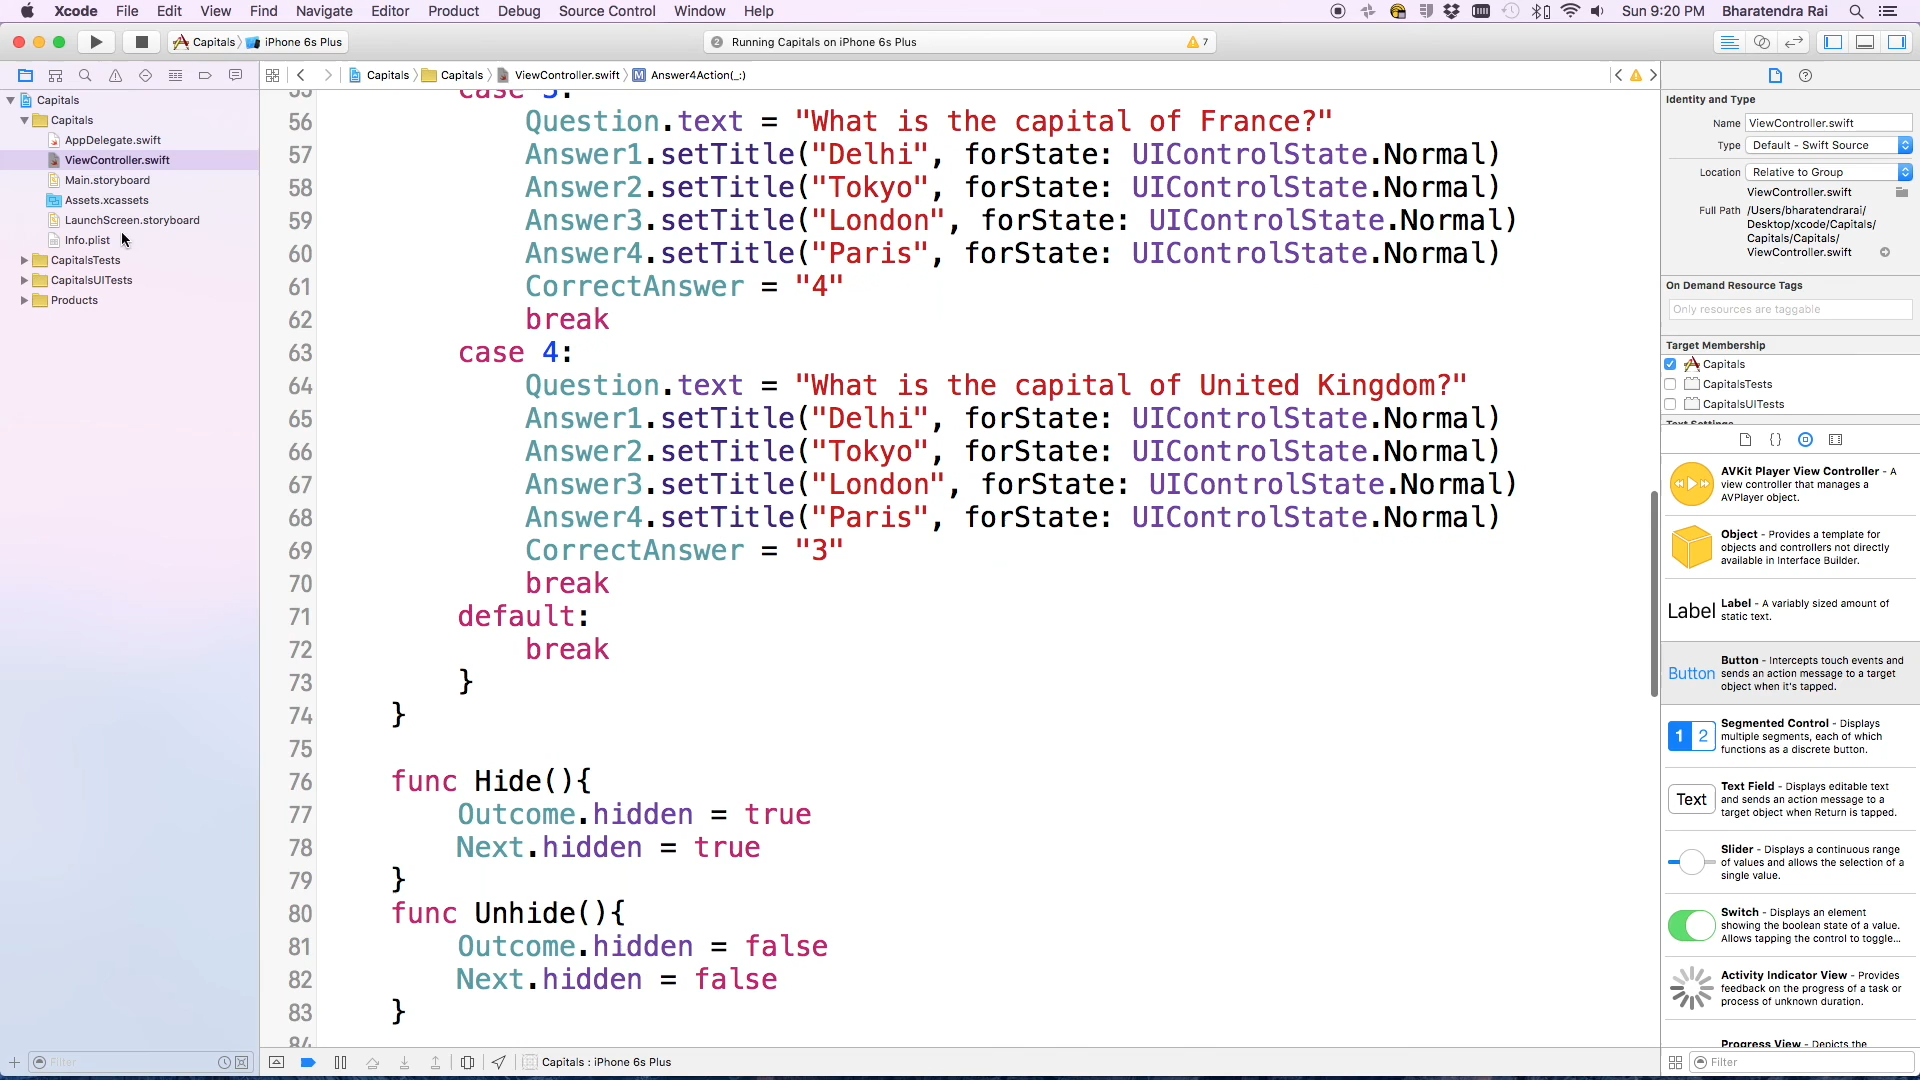 Xcode File Edit View Find Navigate Editor Product Debug Source Control Window Help Sun 9:20 PM Bharatendra Rai
Capitals iPhone 6s Plus 2 Running Capitals on iPhone 6s Plus 7
Capitals Capitals ViewController.swift M Answer4Action(_:)
Capitals
Capitals
AppDelegate.swift
ViewController.swift
Main.storyboard
Assets.xcassets
LaunchScreen.storyboard
Info.plist
CapitalsTests
CapitalsUITests
Products
Filter
55 case 3:
56 Question.text = "What is the capital of France?"
57 Answer1.setTitle("Delhi", forState: UIControlState.Normal)
58 Answer2.setTitle("Tokyo", forState: UIControlState.Normal)
59 Answer3.setTitle("London", forState: UIControlState.Normal)
60 Answer4.setTitle("Paris", forState: UIControlState.Normal)
61 CorrectAnswer = "4"
62 break
63 case 4:
64 Question.text = "What is the capital of United Kingdom?"
65 Answer1.setTitle("Delhi", forState: UIControlState.Normal)
66 Answer2.setTitle("Tokyo", forState: UIControlState.Normal)
67 Answer3.setTitle("London", forState: UIControlState.Normal)
68 Answer4.setTitle("Paris", forState: UIControlState.Normal)
69 CorrectAnswer = "3"
70 break
71 default:
72 break
73 }
74 }
75
76 func Hide(){
77 Outcome.hidden = true
78 Next.hidden = true
79 }
80 func Unhide(){
81 Outcome.hidden = false
82 Next.hidden = false
83 }
84
Capitals : iPhone 6s Plus
Identity and Type
Name ViewController.swift
Type Default - Swift Source
Location Relative to Group
ViewController.swift
Full Path /Users/bharatendrarai/
Desktop/xcode/Capitals/
Capitals/Capitals/
ViewController.swift
On Demand Resource Tags
Only resources are taggable
Target Membership
Capitals
CapitalsTests
CapitalsUITests
Text Settings
AVKit Player View Controller - A
view controller that manages a
AVPlayer object.
Object - Provides a template for
objects and controllers not directly
available in Interface Builder.
Label Label - A variably sized amount of
static text.
Button Button - Intercepts touch events and
sends an action message to a target
object when it's tapped.
1 2 Segmented Control - Displays
multiple segments, each of which
functions as a discrete button.
Text Text Field - Displays editable text
and sends an action message to a
target object when Return is tapped.
Slider - Displays a continuous range
of values and allows the selection of a
single value.
Switch - Displays an element
showing the boolean state of a value.
Allows tapping the control to toggle...
Activity Indicator View - Provides
feedback on the progress of a task or
process of unknown duration.
Progress View - Depicts the
Filter